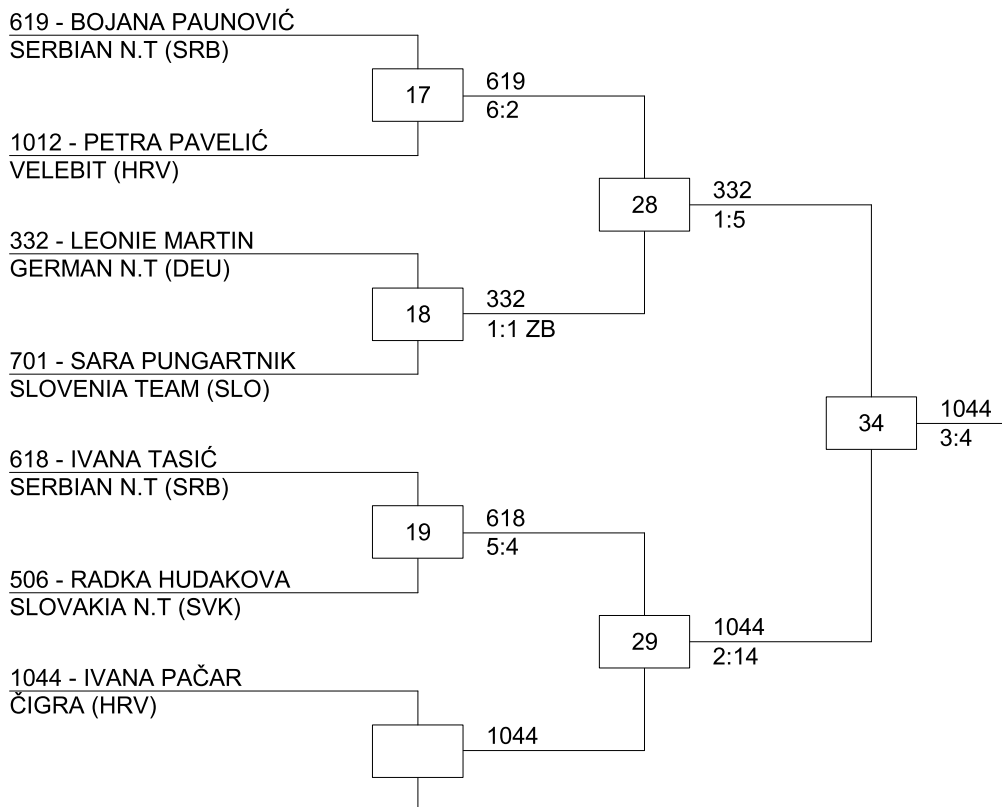 619 - BOJANA PAUNOVIĆ
SERBIAN N.T (SRB)
17
619
6:2
1012 - PETRA PAVELIĆ
VELEBIT (HRV)
28
332
1:5
332 - LEONIE MARTIN
GERMAN N.T (DEU)
18
332
1:1 ZB
701 - SARA PUNGARTNIK
SLOVENIA TEAM (SLO)
34
1044
3:4
618 - IVANA TASIĆ
SERBIAN N.T (SRB)
19
618
5:4
506 - RADKA HUDAKOVA
SLOVAKIA N.T (SVK)
29
1044
2:14
1044 - IVANA PAČAR
ČIGRA (HRV)
1044